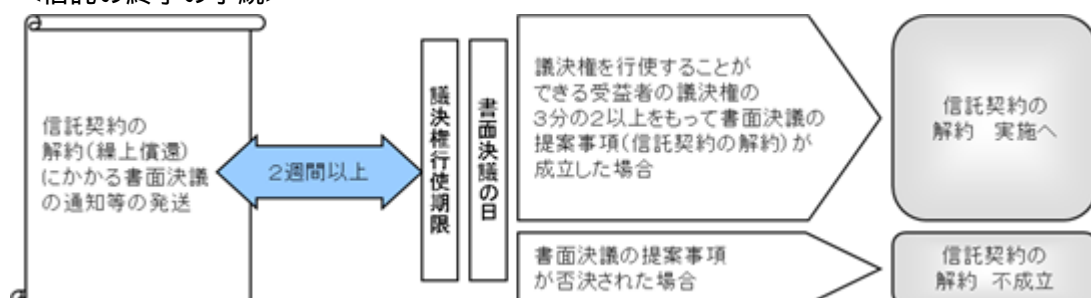 信託契約の
解約(繰上償還)
にかかる書面決議
の通知等の発送
2週間以上
議決権行使期限
書面決議の日
議決権を行使することが
できる受益者の議決権の
3分の2以上をもって書面決議の
提案事項(信託契約の解約)が
成立した場合
信託契約の
解約 実施へ
書面決議の提案事項
が否決された場合
信託契約の
解約 不成立